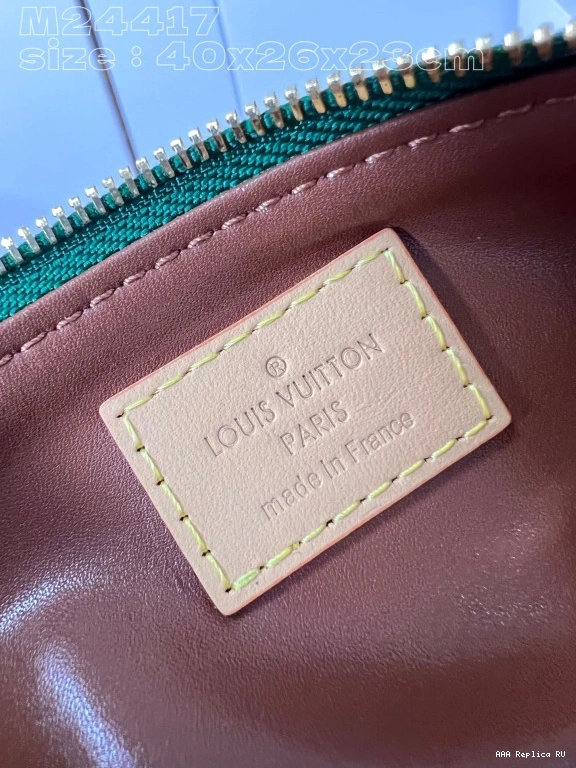 M24417
size : 40x26x23cm
®
LOUIS VUITTON
PARIS
made in France
AAA Replica RU